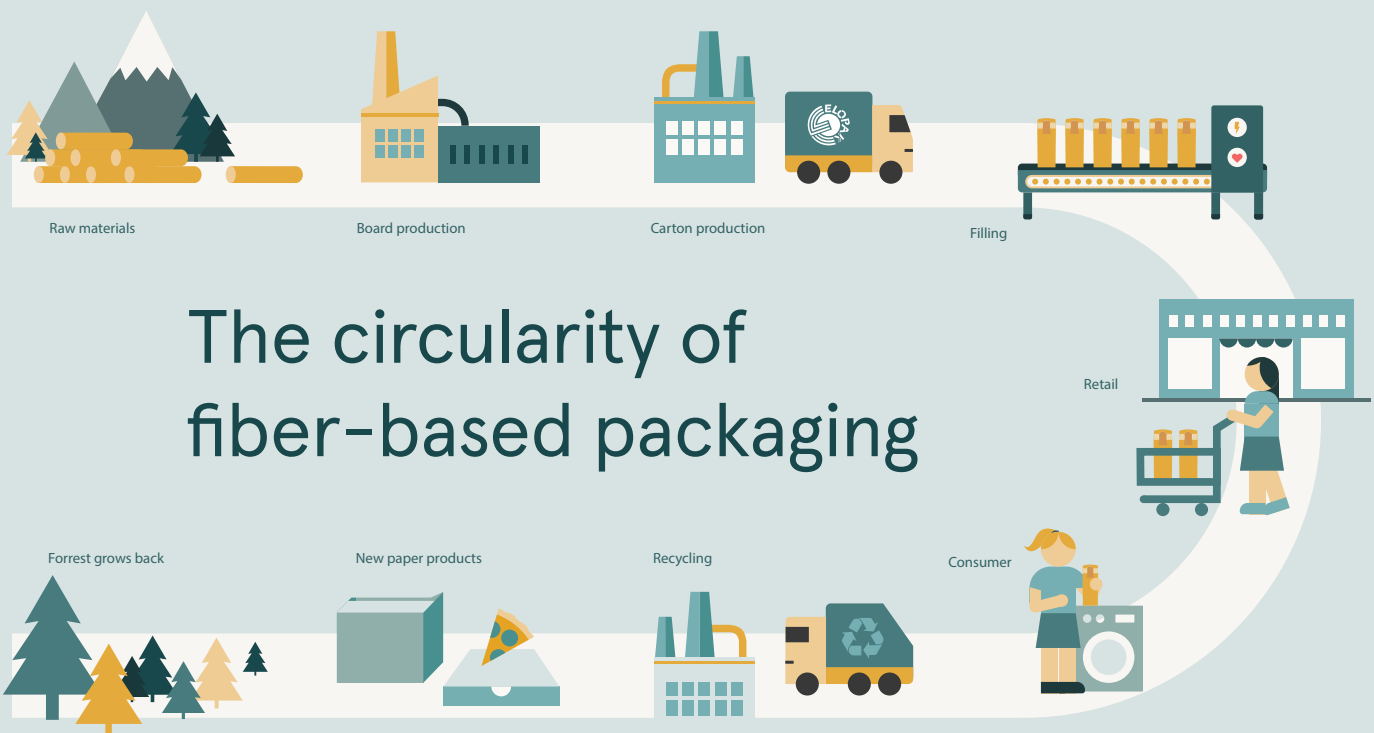 ELOPAK
Raw materials
Board production
Carton production
Filling
The circularity of
fiber-based packaging
Retail
Forrest grows back
New paper products
Recycling
Consumer